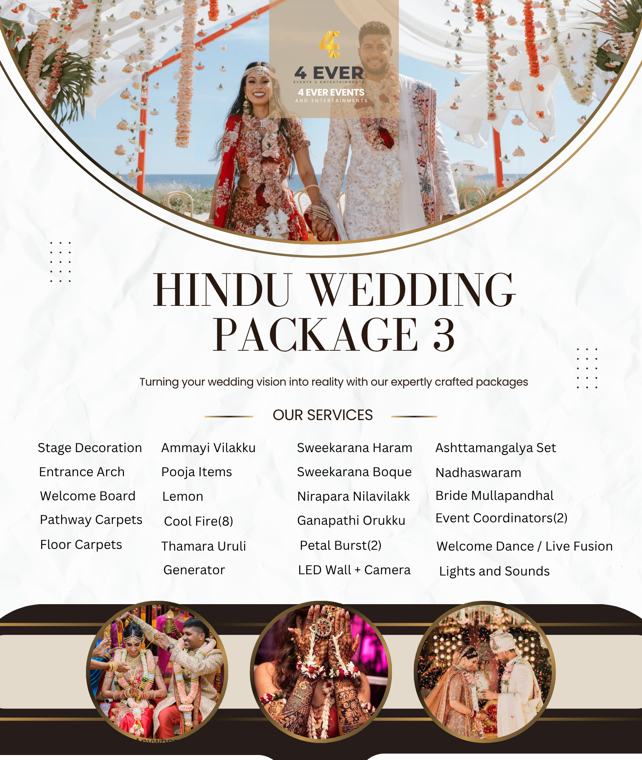 4 EVER
EVENTS & ENTERTAINMENTS
4 EVER EVENTS
AND ENTERTAINMENTS
HINDU WEDDING
PACKAGE 3
Turning your wedding vision into reality with our expertly crafted packages
OUR SERVICES
Stage Decoration
Entrance Arch
Welcome Board
Pathway Carpets
Floor Carpets
Ammayi Vilakku
Pooja Items
Lemon
Cool Fire(8)
Thamara Uruli
Generator
Sweekarana Haram
Sweekarana Boque
Nirapara Nilavilakk
Ganapathi Orukku
Petal Burst(2)
LED Wall + Camera
Ashttamangalya Set
Nadhaswaram
Bride Mullapandhal
Event Coordinators(2)
Welcome Dance / Live Fusion
Lights and Sounds